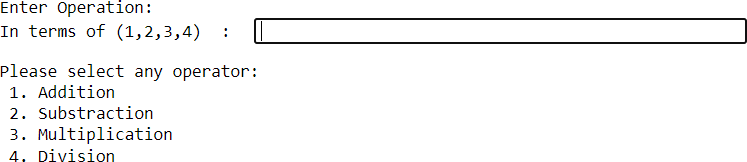 Enter Operation:
In terms of (1,2,3,4)  :
Please select any operator:
1. Addition
2. Substraction
3. Multiplication
4. Division